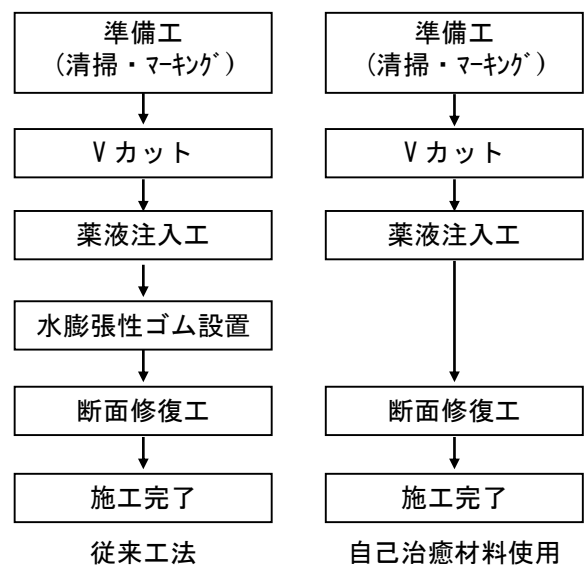 準備工
(清掃・ﾏｰｷﾝｸﾞ)
Vカット
薬液注入工
水膨張性ゴム設置
断面修復工
施工完了
従来工法
準備工
(清掃・ﾏｰｷﾝｸﾞ)
Vカット
薬液注入工
断面修復工
施工完了
自己治癒材料使用